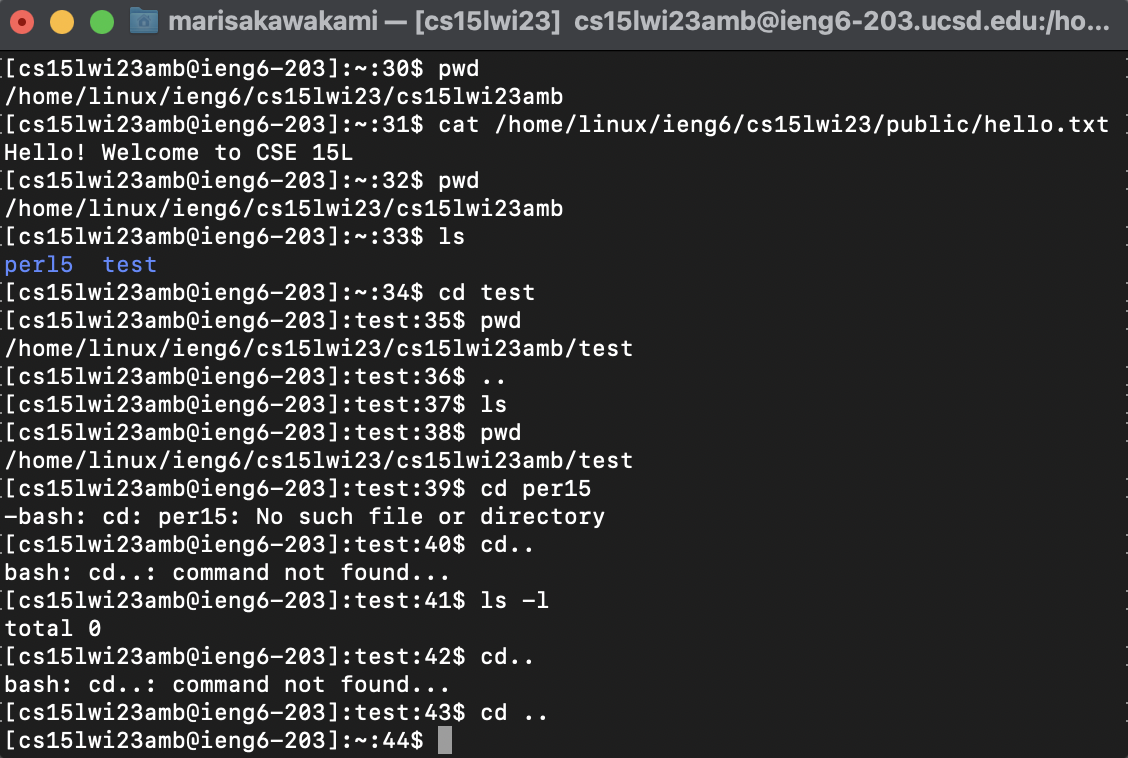 marisakawakami — [cs15lwi23] cs15lwi23amb@ieng6-203.ucsd.edu:/ho...
[cs15lwi23amb@ieng6-203]:~:30$ pwd
/home/linux/ieng6/cs15lwi23/cs15lwi23amb
[cs15lwi23amb@ieng6-203]:~:31$ cat /home/linux/ieng6/cs15lwi23/public/hello.txt
Hello! Welcome to CSE 15L
[cs15lwi23amb@ieng6-203]:~:32$ pwd
/home/linux/ieng6/cs15lwi23/cs15lwi23amb
[cs15lwi23amb@ieng6-203]:~:33$ ls
perl5  test
[cs15lwi23amb@ieng6-203]:~:34$ cd test
[cs15lwi23amb@ieng6-203]:test:35$ pwd
/home/linux/ieng6/cs15lwi23/cs15lwi23amb/test
[cs15lwi23amb@ieng6-203]:test:36$ ..
[cs15lwi23amb@ieng6-203]:test:37$ ls
[cs15lwi23amb@ieng6-203]:test:38$ pwd
/home/linux/ieng6/cs15lwi23/cs15lwi23amb/test
[cs15lwi23amb@ieng6-203]:test:39$ cd per15
-bash: cd: per15: No such file or directory
[cs15lwi23amb@ieng6-203]:test:40$ cd..
bash: cd..: command not found...
[cs15lwi23amb@ieng6-203]:test:41$ ls -l
total 0
[cs15lwi23amb@ieng6-203]:test:42$ cd..
bash: cd..: command not found...
[cs15lwi23amb@ieng6-203]:test:43$ cd ..
[cs15lwi23amb@ieng6-203]:~:44$